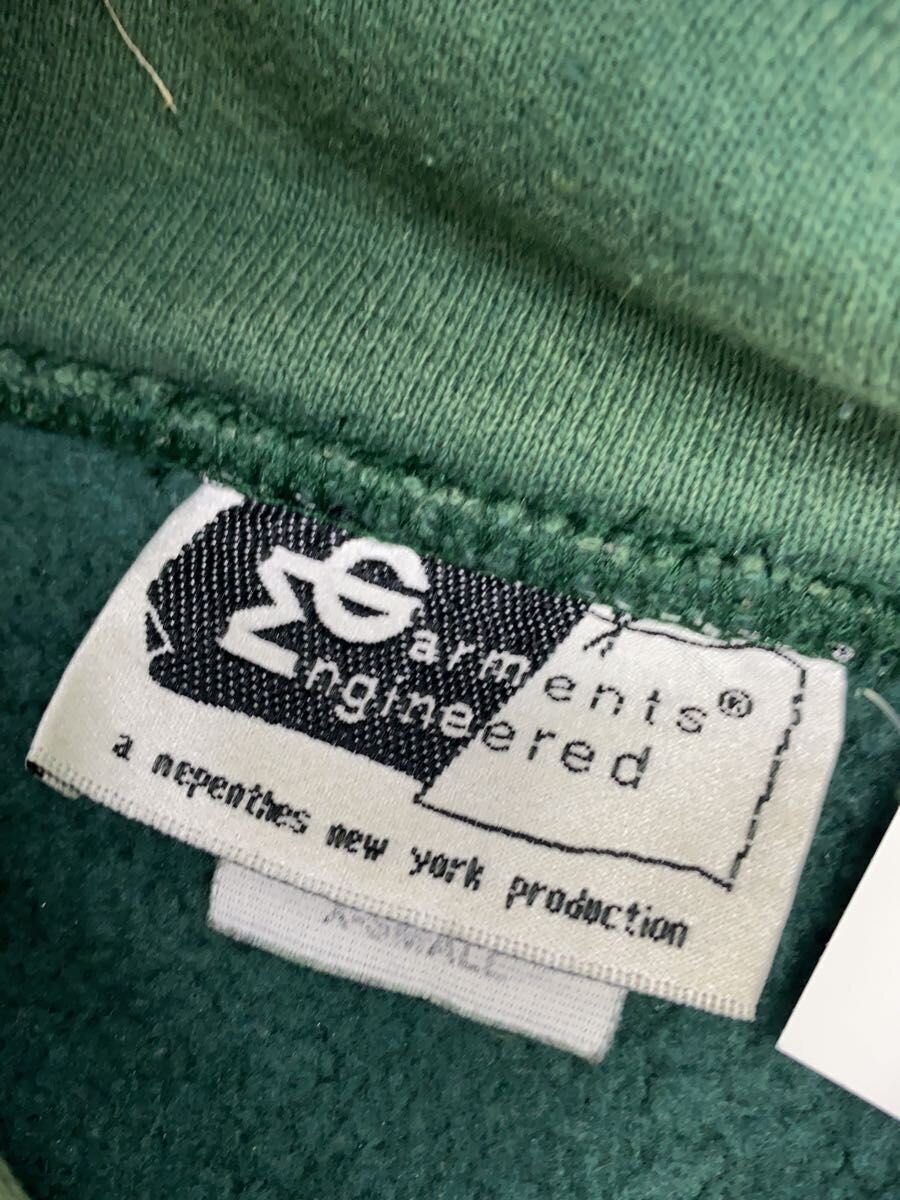 Garments®
Engineered
a nepenthes new york production
X-SMALL